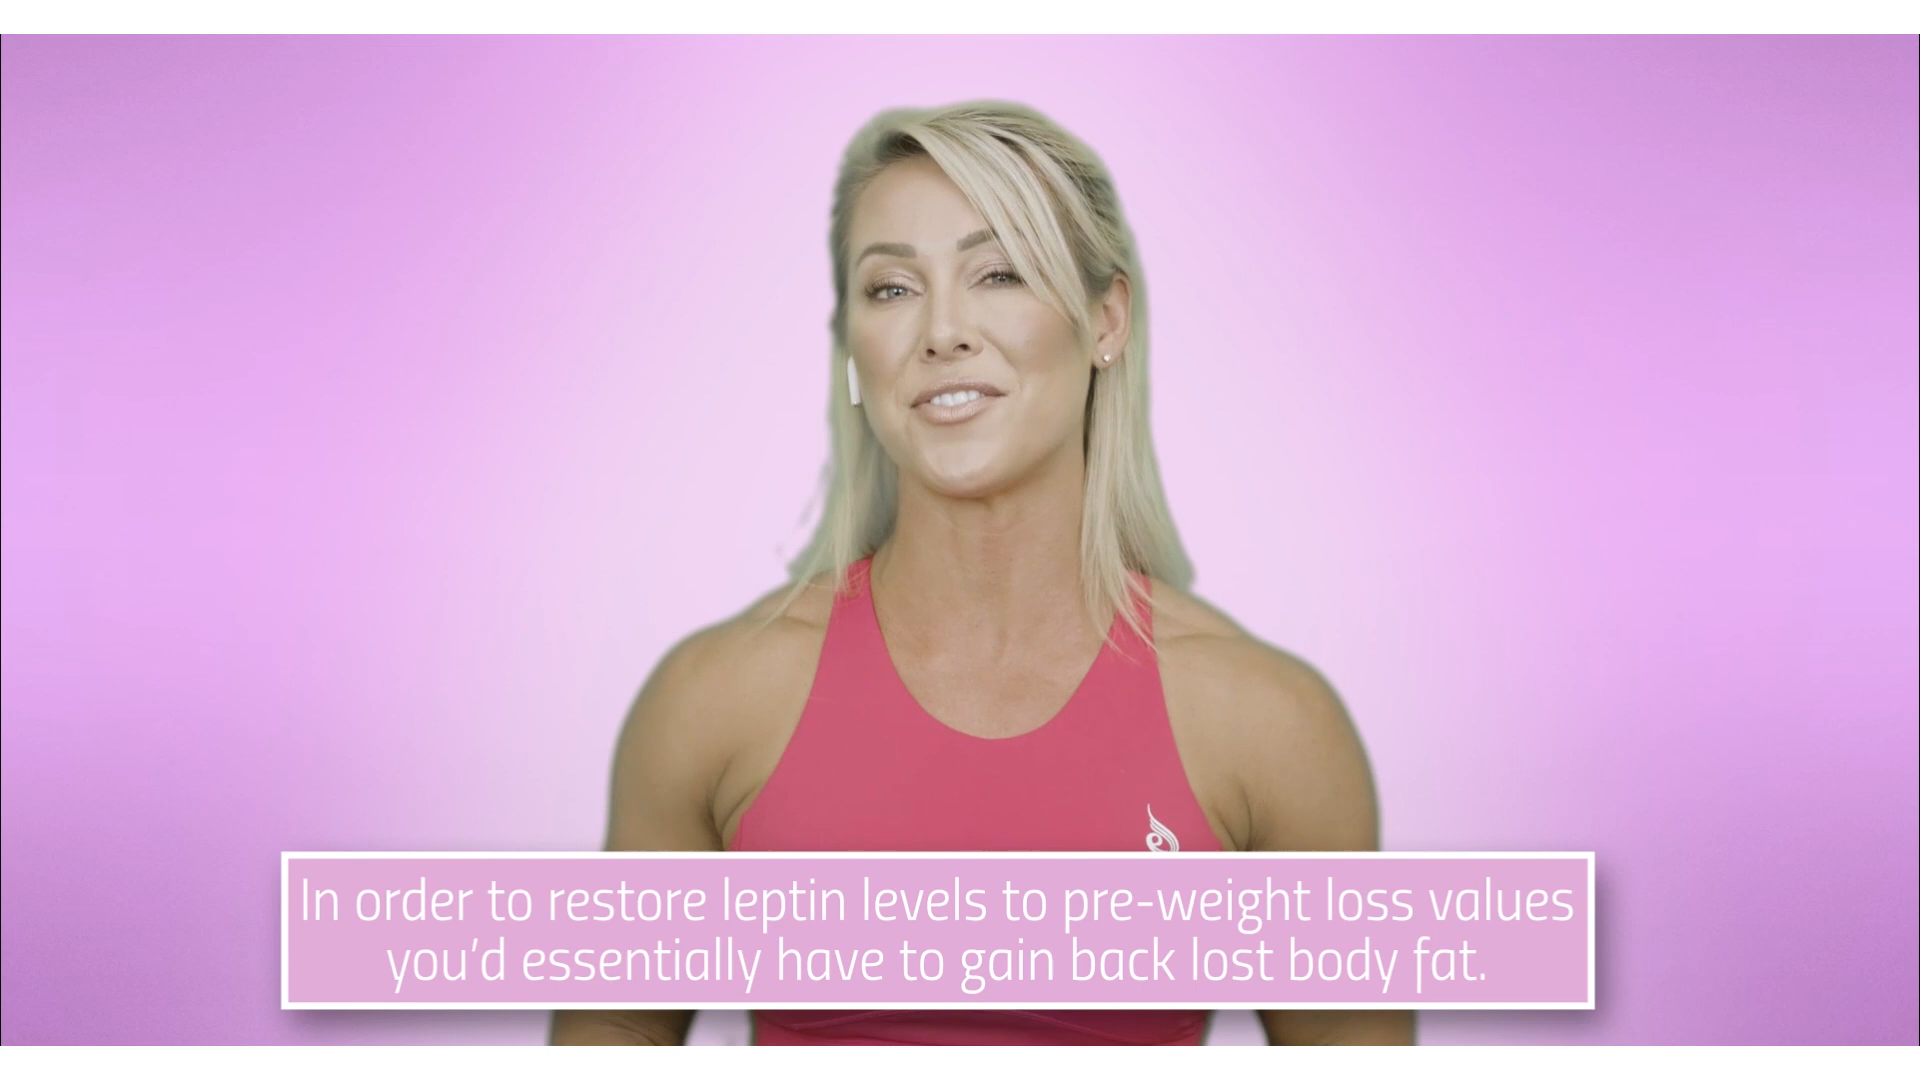 In order to restore leptin levels to pre-weight loss values
you'd essentially have to gain back lost body fat.